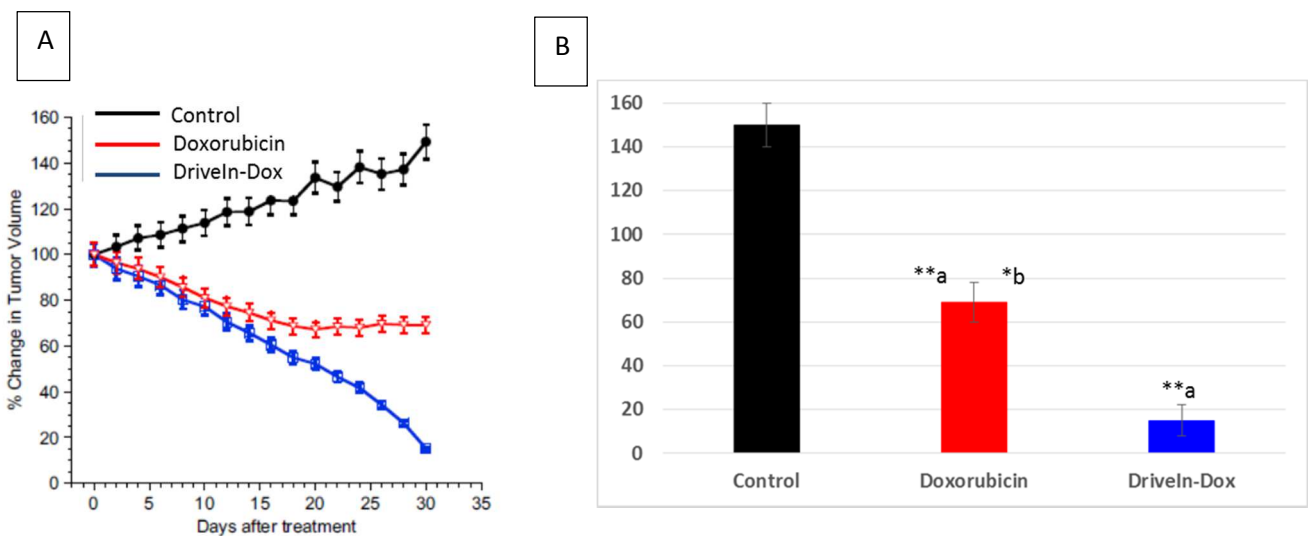 A
Control
Doxorubicin
DriveIn-Dox
160
140
120
100
80
60
40
20
0
% Change in Tumor Volume
0 5 10 15 20 25 30 35
Days after treatment
B
160
140
120
100
80
60
40
20
0
**a *b
**a
Control Doxorubicin DriveIn-Dox